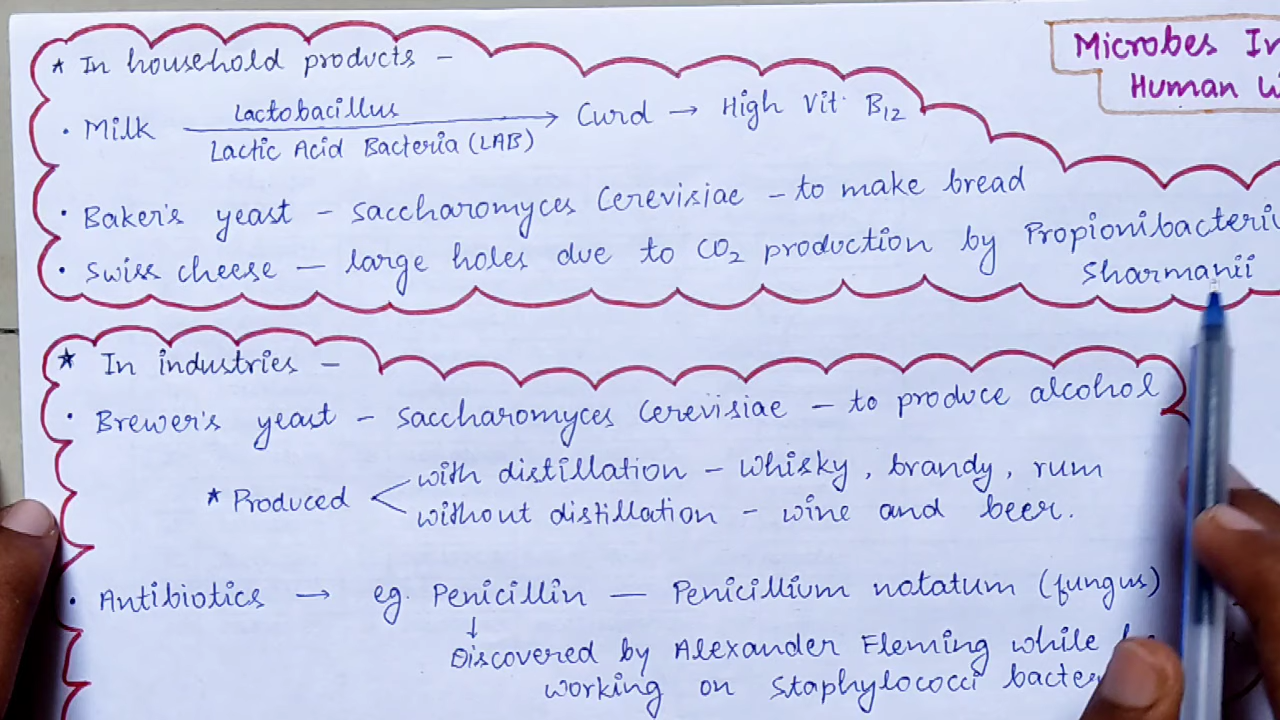 Microbes In
Human W
* In household products -
· Milk Lactobacillus → Curd → High Vit. B12
Lactic Acid Bacteria (LAB)
· Baker's yeast - Saccharomyces Cerevisiae - to make bread
· Swiss cheese - large holes due to CO2 production by Propionibacteriu
Sharmanii
* In industries -
· Brewer's yeast - Saccharomyces Cerevisiae - to produce alcohol
* Produced < with distillation - whisky, brandy, rum
without distillation - wine and beer.
· Antibiotics → eg. Penicillin - Penicillium notatum (fungus)
↓
Discovered by Alexander Fleming while
working on Staphylococci bacte